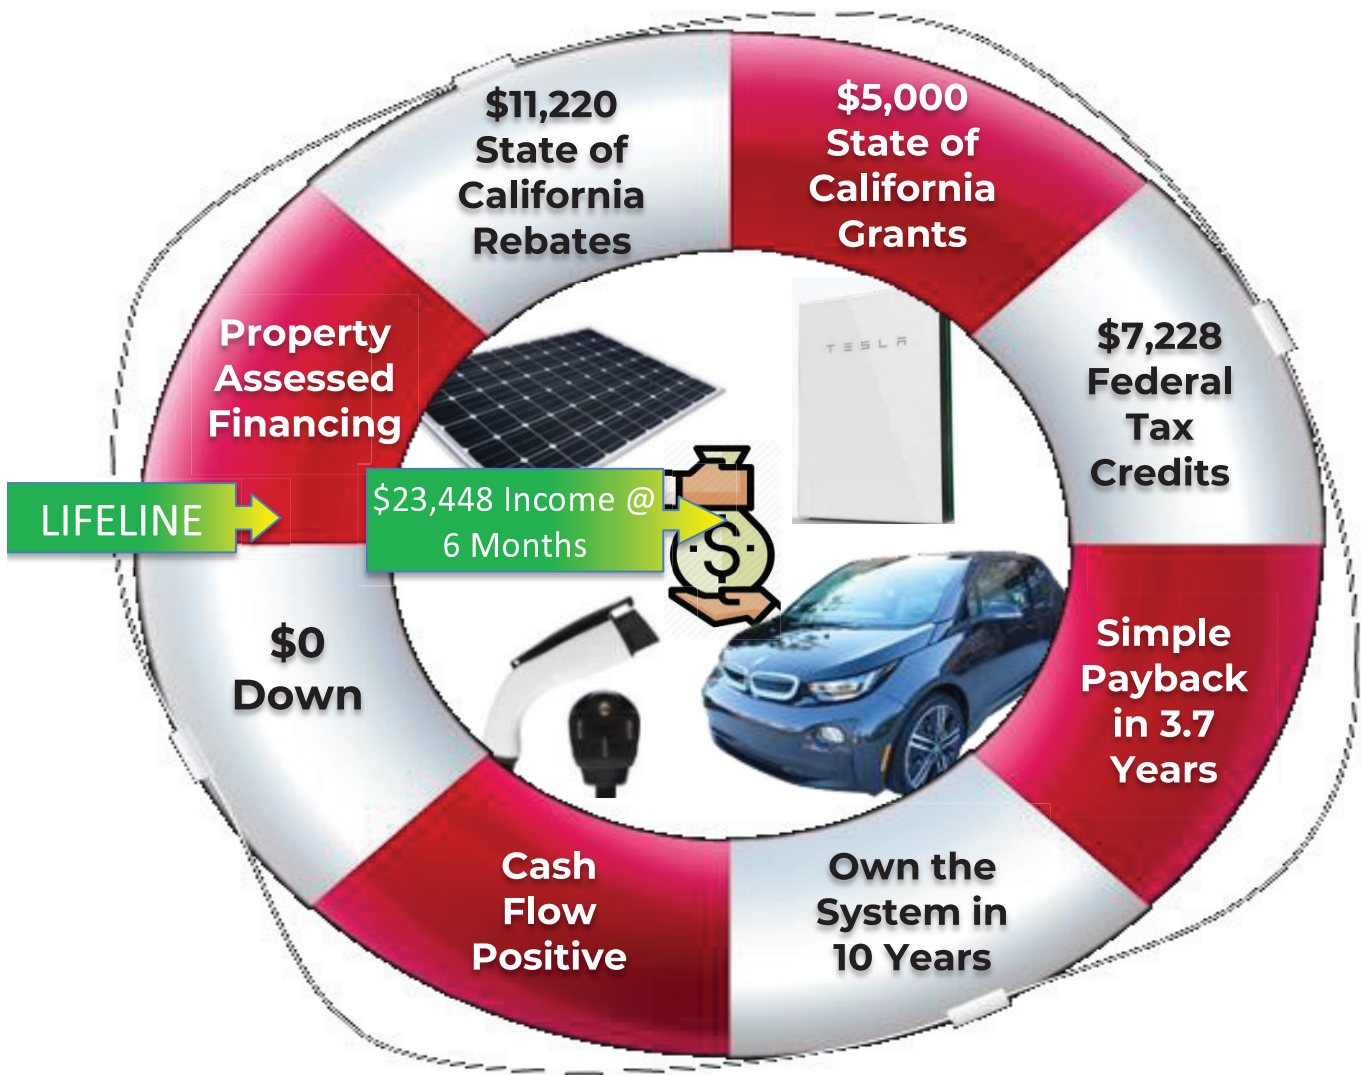 $11,220
State of
California
Rebates
$5,000
State of
California
Grants
$7,228
Federal
Tax
Credits
Simple
Payback
in 3.7
Years
Own the
System in
10 Years
Cash
Flow
Positive
$0
Down
Property
Assessed
Financing
LIFELINE
$23,448 Income @
6 Months
$
TESLA